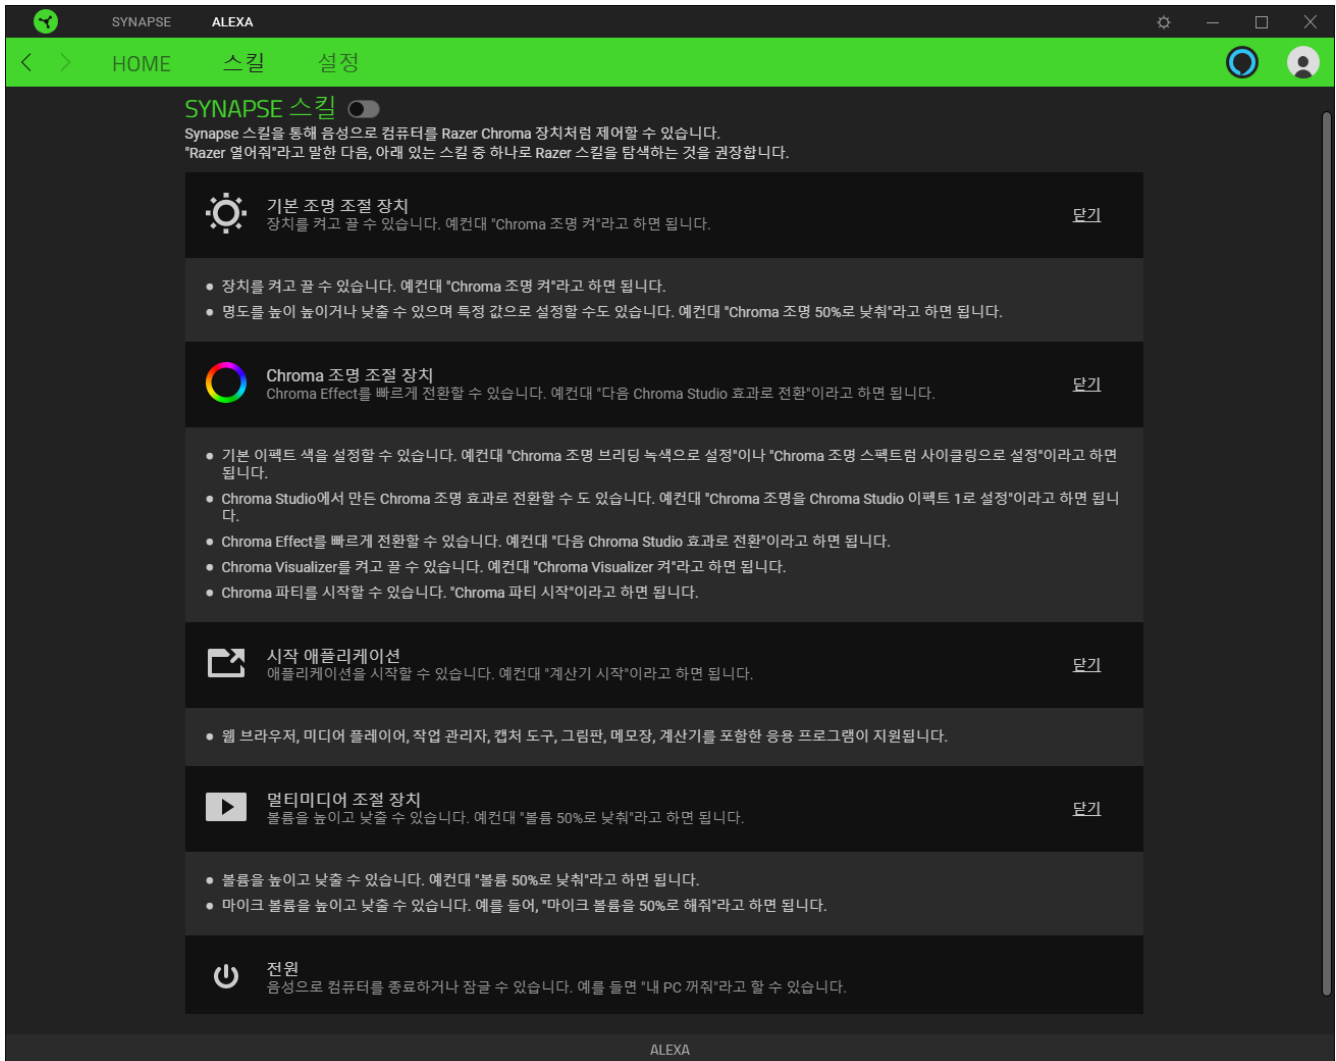 SYNAPSE ALEXA
HOME 스킬 설정
SYNAPSE 스킬
Synapse 스킬을 통해 음성으로 컴퓨터를 Razer Chroma 장치처럼 제어할 수 있습니다.
"Razer 열어줘"라고 말한 다음, 아래 있는 스킬 중 하나로 Razer 스킬을 탐색하는 것을 권장합니다.
기본 조명 조절 장치
장치를 켜고 끌 수 있습니다. 예컨대 "Chroma 조명 켜"라고 하면 됩니다.
닫기
● 장치를 켜고 끌 수 있습니다. 예컨대 "Chroma 조명 켜"라고 하면 됩니다.
● 명도를 높이 높이거나 낮출 수 있으며 특정 값으로 설정할 수도 있습니다. 예컨대 "Chroma 조명 50%로 낮춰"라고 하면 됩니다.
Chroma 조명 조절 장치
Chroma Effect를 빠르게 전환할 수 있습니다. 예컨대 "다음 Chroma Studio 효과로 전환"이라고 하면 됩니다.
닫기
● 기본 이펙트 색을 설정할 수 있습니다. 예컨대 "Chroma 조명 브리딩 녹색으로 설정"이나 "Chroma 조명 스펙트럼 사이클링으로 설정"이라고 하면
됩니다.
● Chroma Studio에서 만든 Chroma 조명 효과로 전환할 수 도 있습니다. 예컨대 "Chroma 조명을 Chroma Studio 이펙트 1로 설정"이라고 하면 됩니
다.
● Chroma Effect를 빠르게 전환할 수 있습니다. 예컨대 "다음 Chroma Studio 효과로 전환"이라고 하면 됩니다.
● Chroma Visualizer를 켜고 끌 수 있습니다. 예컨대 "Chroma Visualizer 켜"라고 하면 됩니다.
● Chroma 파티를 시작할 수 있습니다. "Chroma 파티 시작"이라고 하면 됩니다.
시작 애플리케이션
애플리케이션을 시작할 수 있습니다. 예컨대 "계산기 시작"이라고 하면 됩니다.
닫기
● 웹 브라우저, 미디어 플레이어, 작업 관리자, 캡처 도구, 그림판, 메모장, 계산기를 포함한 응용 프로그램이 지원됩니다.
멀티미디어 조절 장치
볼륨을 높이고 낮출 수 있습니다. 예컨대 "볼륨 50%로 낮춰"라고 하면 됩니다.
닫기
● 볼륨을 높이고 낮출 수 있습니다. 예컨대 "볼륨 50%로 낮춰"라고 하면 됩니다.
● 마이크 볼륨을 높이고 낮출 수 있습니다. 예를 들어, "마이크 볼륨을 50%로 해줘"라고 하면 됩니다.
전원
음성으로 컴퓨터를 종료하거나 잠글 수 있습니다. 예를 들면 "내 PC 꺼줘"라고 할 수 있습니다.
ALEXA